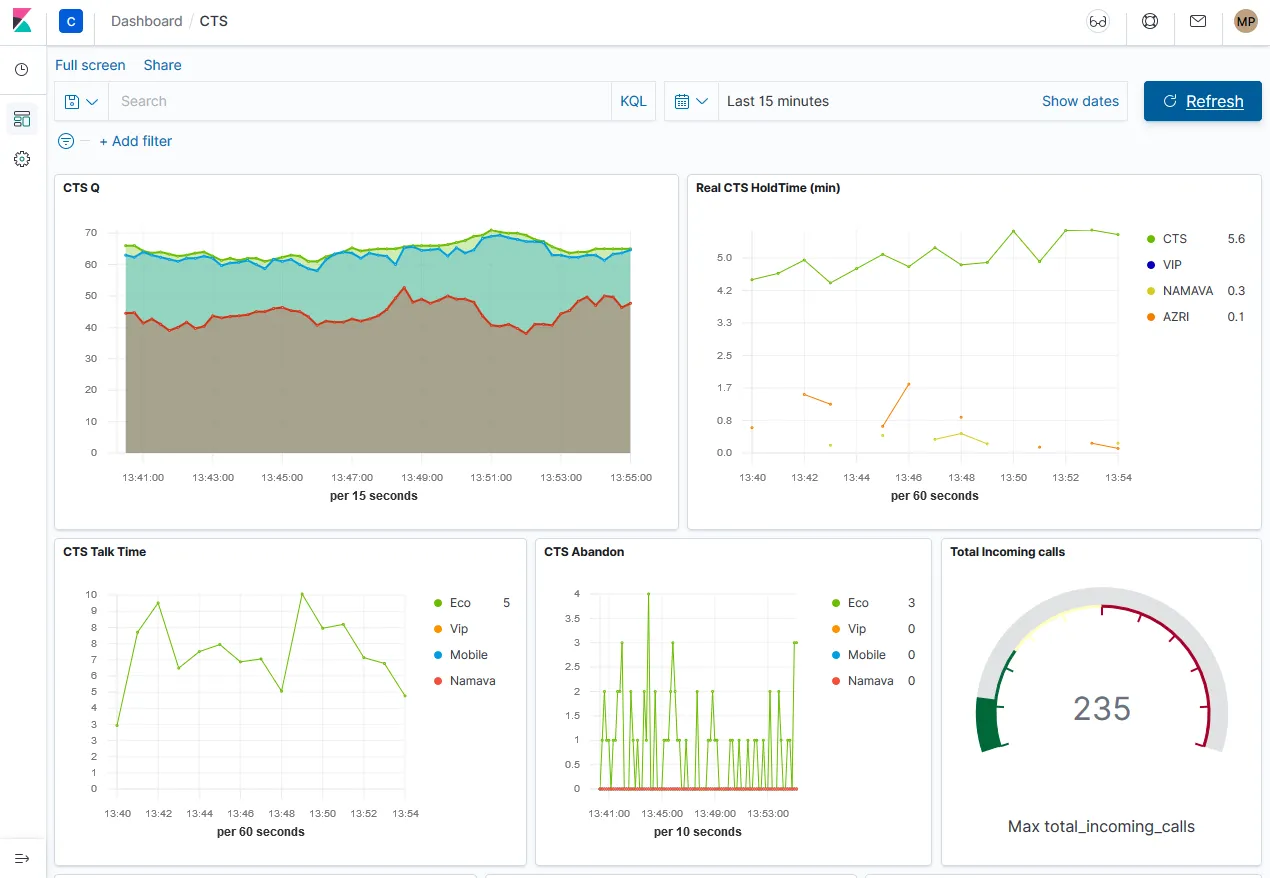 C Dashboard / CTS MP
Full screen Share
Search KQL Last 15 minutes Show dates Refresh
+ Add filter
CTS Q
70
60
50
40
30
20
10
0
13:41:00 13:43:00 13:45:00 13:47:00 13:49:00 13:51:00 13:53:00 13:55:00
per 15 seconds
Real CTS HoldTime (min)
5.0
4.2
3.3
2.5
1.7
0.8
0.0
13:40 13:42 13:44 13:46 13:48 13:50 13:52 13:54
per 60 seconds
CTS 5.6
VIP
NAMAVA 0.3
AZRI 0.1
CTS Talk Time
10
9
8
8
7
6
5
4
3
3
2
1
0
13:40 13:42 13:44 13:46 13:48 13:50 13:52 13:54
per 60 seconds
Eco 5
Vip
Mobile
Namava
CTS Abandon
4
3.5
3
2.5
2
1.5
1
0.5
0
13:41:00 13:45:00 13:49:00 13:53:00
per 10 seconds
Eco 3
Vip 0
Mobile 0
Namava 0
Total Incoming calls
235
Max total_incoming_calls